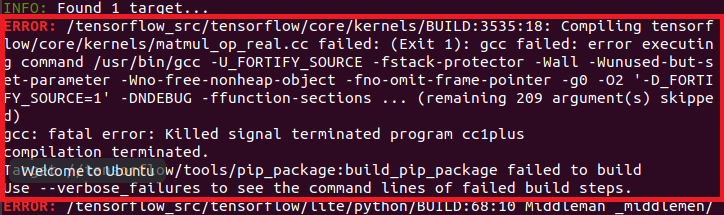 INFO: Found 1 target...
ERROR: /tensorflow_src/tensorflow/core/kernels/BUILD:3535:18: Compiling tensorf
low/core/kernels/matmul_op_real.cc failed: (Exit 1): gcc failed: error executin
g command /usr/bin/gcc -U_FORTIFY_SOURCE -fstack-protector -Wall -Wunused-but-s
et-parameter -Wno-free-nonheap-object -fno-omit-frame-pointer -g0 -O2 '-D_FORTI
FY_SOURCE=1' -DNDEBUG -ffunction-sections ... (remaining 209 argument(s) skippe
d)
gcc: fatal error: Killed signal terminated program cc1plus
compilation terminated.
Welcome to Ubuntu
flow/tools/pip_package:build_pip_package failed to build
Use --verbose_failures to see the command lines of failed build steps.
ERROR: /tensorflow_src/tensorflow/lite/python/BUILD:68:10 Middleman _middlemen/